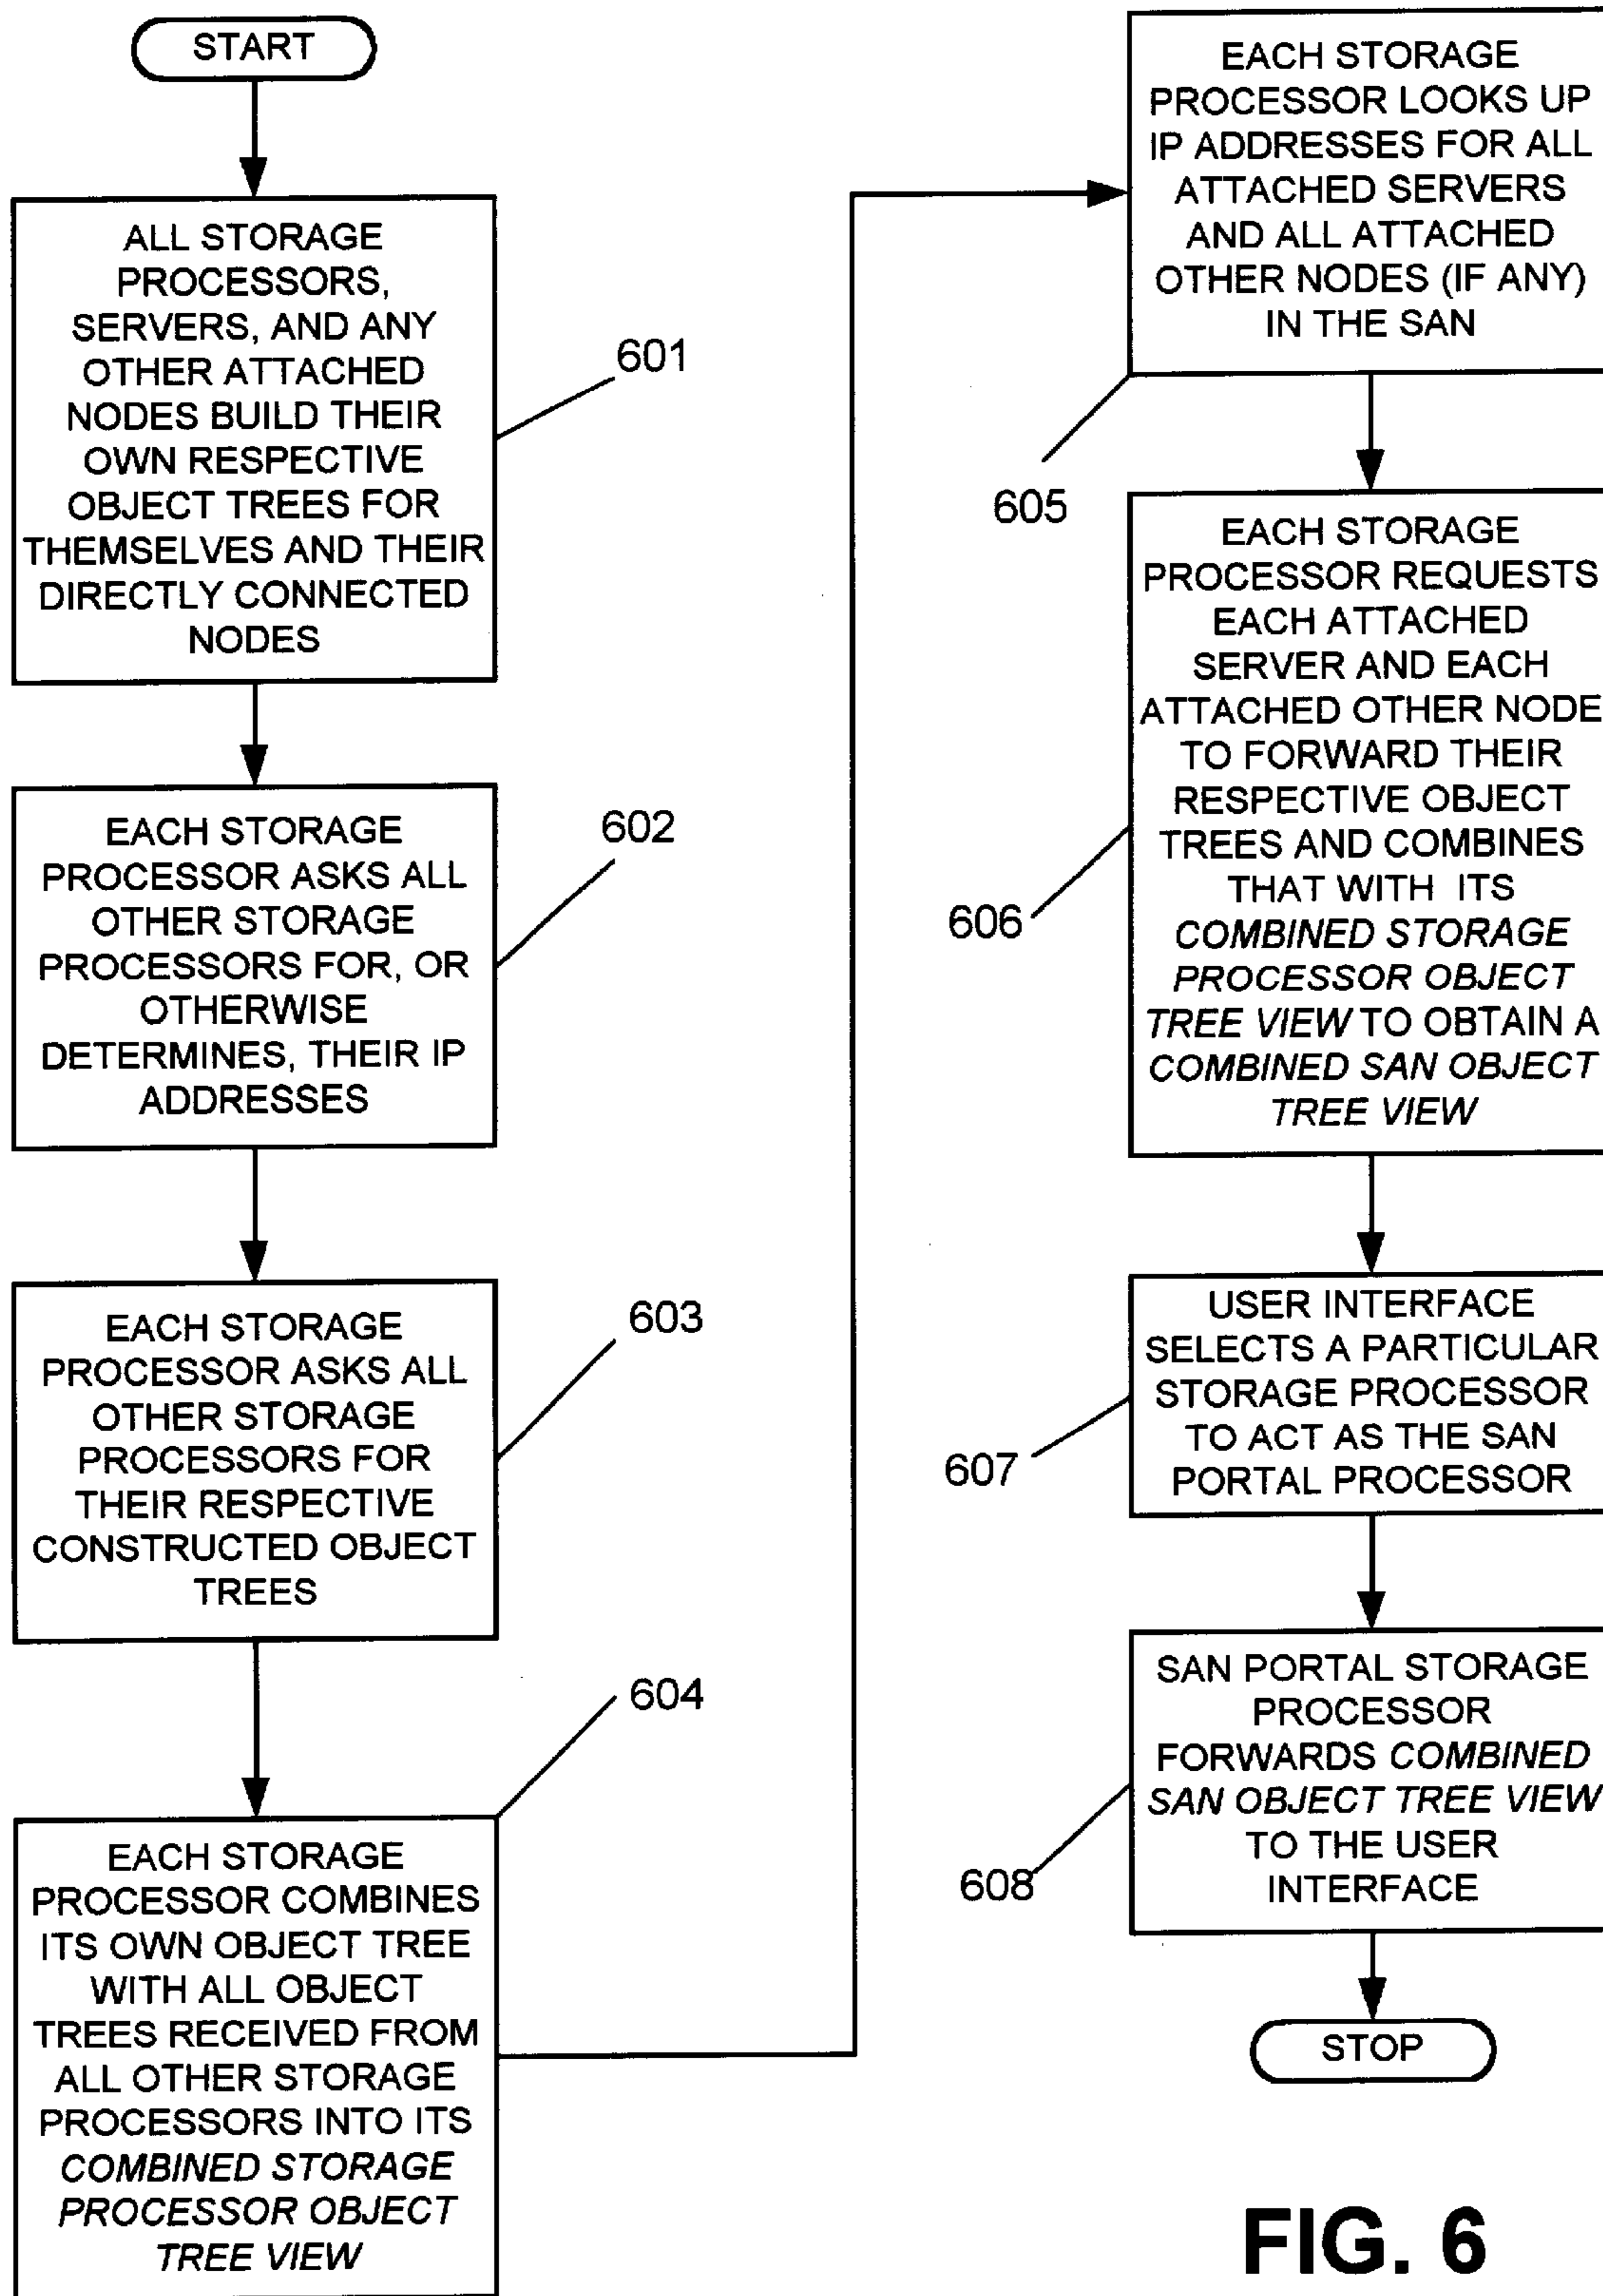 START
ALL STORAGE
PROCESSORS,
SERVERS, AND ANY
OTHER ATTACHED
NODES BUILD THEIR
OWN RESPECTIVE
OBJECT TREES FOR
THEMSELVES AND THEIR
DIRECTLY CONNECTED
NODES
601
EACH STORAGE
PROCESSOR ASKS ALL
OTHER STORAGE
PROCESSORS FOR, OR
OTHERWISE
DETERMINES, THEIR IP
ADDRESSES
602
EACH STORAGE
PROCESSOR ASKS ALL
OTHER STORAGE
PROCESSORS FOR
THEIR RESPECTIVE
CONSTRUCTED OBJECT
TREES
603
EACH STORAGE
PROCESSOR COMBINES
ITS OWN OBJECT TREE
WITH ALL OBJECT
TREES RECEIVED FROM
ALL OTHER STORAGE
PROCESSORS INTO ITS
COMBINED STORAGE
PROCESSOR OBJECT
TREE VIEW
604
EACH STORAGE
PROCESSOR LOOKS UP
IP ADDRESSES FOR ALL
ATTACHED SERVERS
AND ALL ATTACHED
OTHER NODES (IF ANY)
IN THE SAN
605
EACH STORAGE
PROCESSOR REQUESTS
EACH ATTACHED
SERVER AND EACH
ATTACHED OTHER NODE
TO FORWARD THEIR
RESPECTIVE OBJECT
TREES AND COMBINES
THAT WITH ITS
COMBINED STORAGE
PROCESSOR OBJECT
TREE VIEW TO OBTAIN A
COMBINED SAN OBJECT
TREE VIEW
606
USER INTERFACE
SELECTS A PARTICULAR
STORAGE PROCESSOR
TO ACT AS THE SAN
PORTAL PROCESSOR
607
SAN PORTAL STORAGE
PROCESSOR
FORWARDS COMBINED
SAN OBJECT TREE VIEW
TO THE USER
INTERFACE
608
STOP
FIG. 6